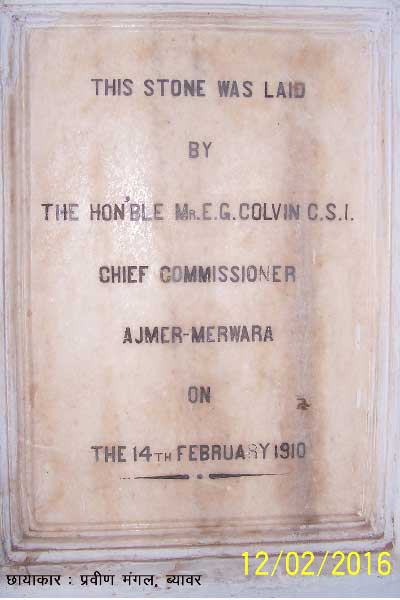 THIS STONE WAS LAID
BY
THE HON'BLE MR. E.G. COLVIN C.S.I.
CHIEF COMMISSIONER
AJMER-MERWARA
ON
THE 14TH FEBRUARY 1910
12/02/2016
छायाकार : प्रवीण मंगल, ब्यावर